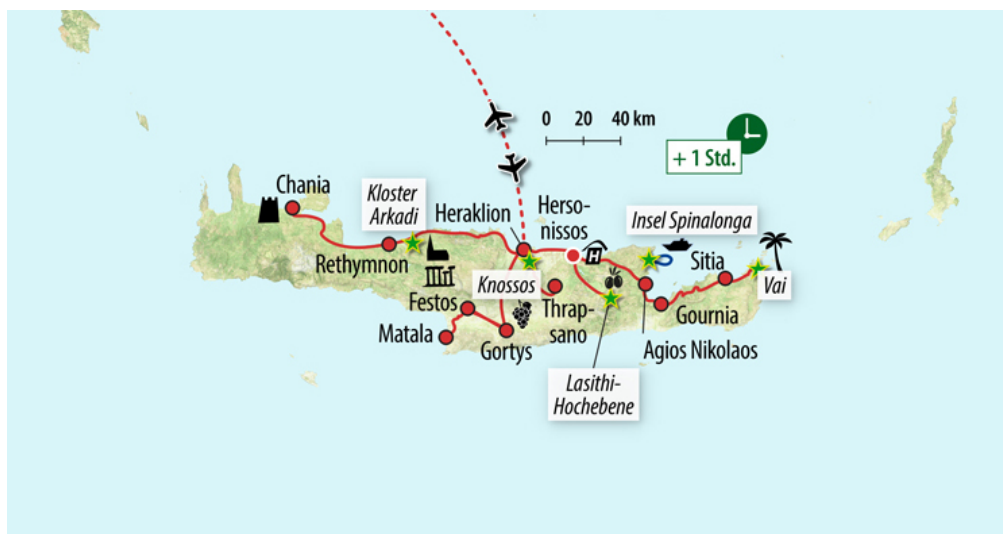 0 20 40 km
+ 1 Std.
Chania
Kloster
Arkadi
Heraklion
Herso-
nissos
Insel Spinalonga
H
Rethymnon
Knossos
Sitia
Vai
Festos
Thrap-
sano
Gournia
Matala
Gortys
Agios Nikolaos
Lasithi-
Hochebene